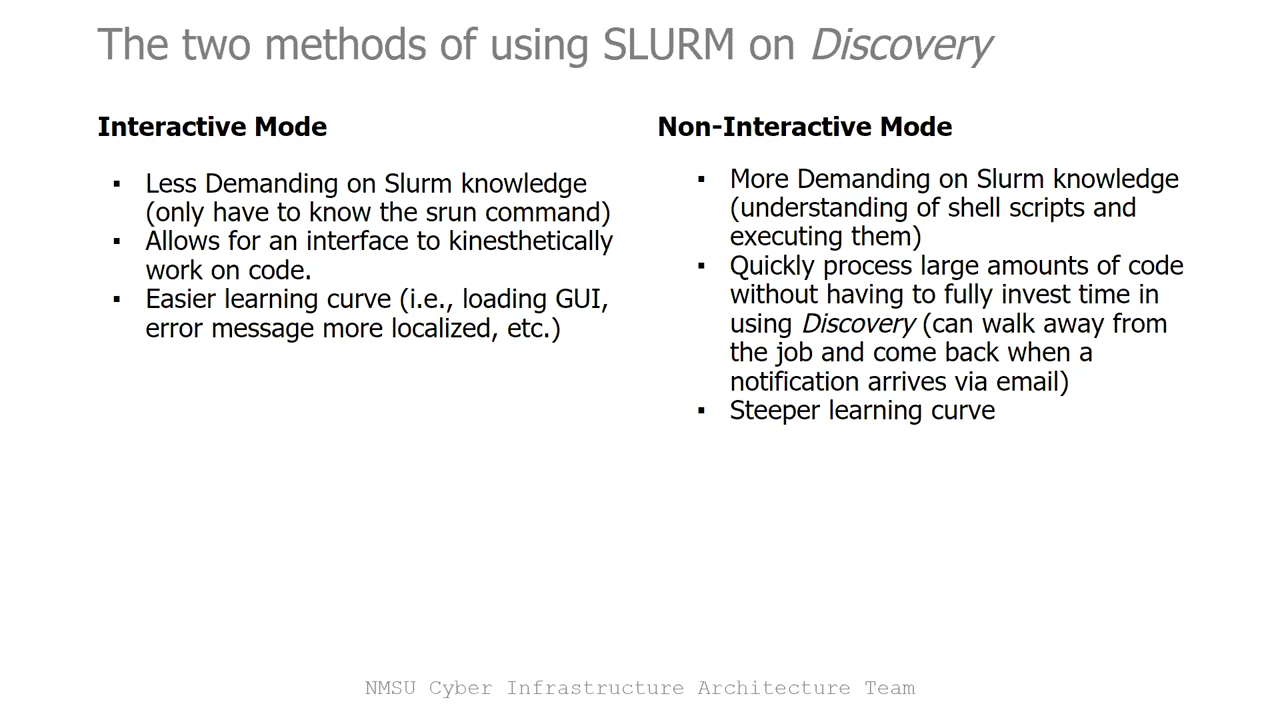 The two methods of using SLURM on Discovery
Interactive Mode
▪ Less Demanding on Slurm knowledge
(only have to know the srun command)
▪ Allows for an interface to kinesthetically
work on code.
▪ Easier learning curve (i.e., loading GUI,
error message more localized, etc.)
Non-Interactive Mode
▪ More Demanding on Slurm knowledge
(understanding of shell scripts and
executing them)
▪ Quickly process large amounts of code
without having to fully invest time in
using Discovery (can walk away from
the job and come back when a
notification arrives via email)
▪ Steeper learning curve
NMSU Cyber Infrastructure Architecture Team